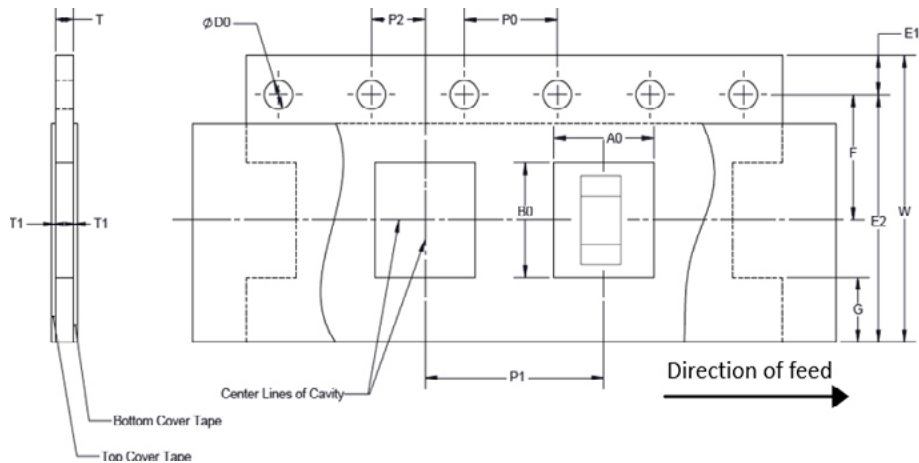 T
P2
P0
E1
øD0
A0
F
T1
T1
B0
E2
W
G
P1
Direction of feed
Center Lines of Cavity
Bottom Cover Tape
Top Cover Tape